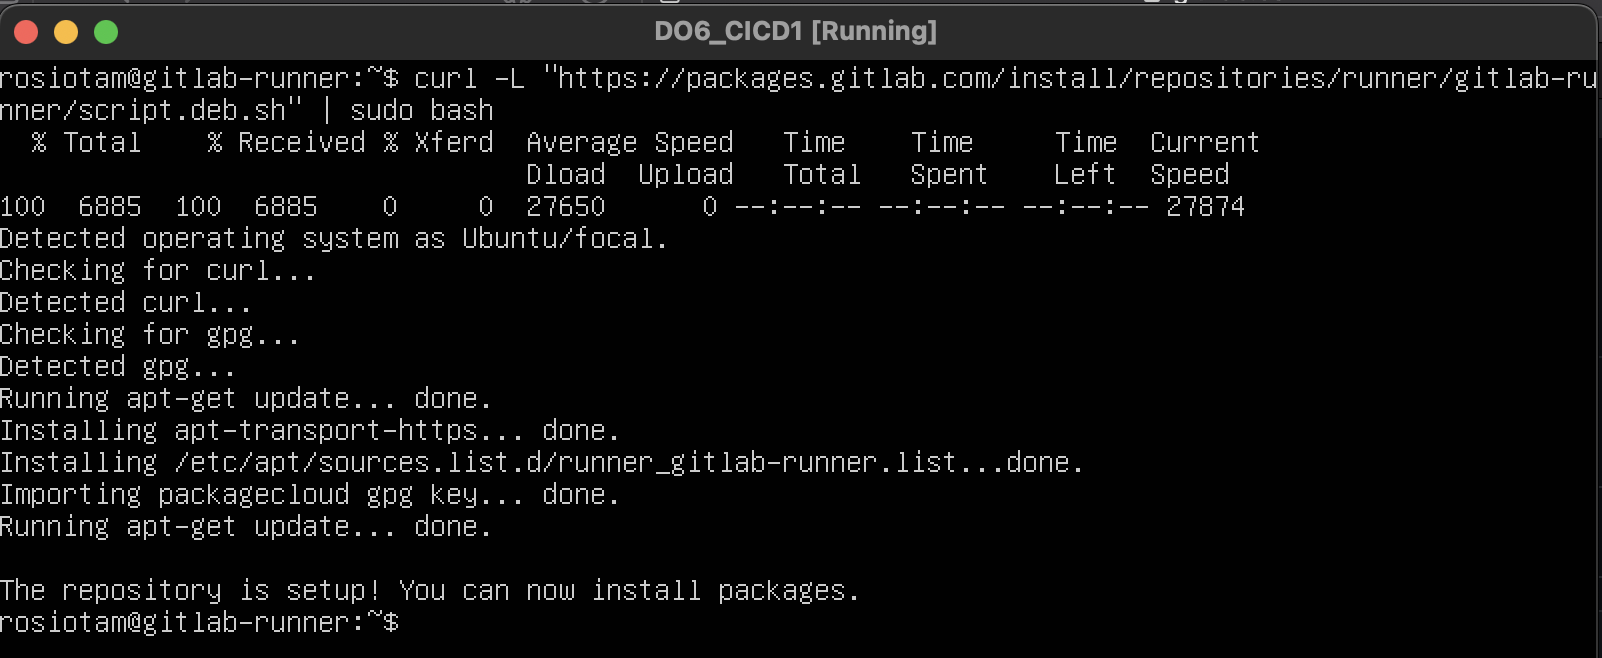 DO6_CICD1 [Running]
rosiotam@gitlab-runner:~$ curl -L "https://packages.gitlab.com/install/repositories/runner/gitlab-ru
nner/script.deb.sh" | sudo bash
  % Total    % Received % Xferd  Average Speed   Time    Time     Time  Current
                                 Dload  Upload   Total   Spent    Left  Speed
100  6885  100  6885    0     0  27650      0 --:--:-- --:--:-- --:--:-- 27874
Detected operating system as Ubuntu/focal.
Checking for curl...
Detected curl...
Checking for gpg...
Detected gpg...
Running apt-get update... done.
Installing apt-transport-https... done.
Installing /etc/apt/sources.list.d/runner_gitlab-runner.list...done.
Importing packagecloud gpg key... done.
Running apt-get update... done.

The repository is setup! You can now install packages.
rosiotam@gitlab-runner:~$